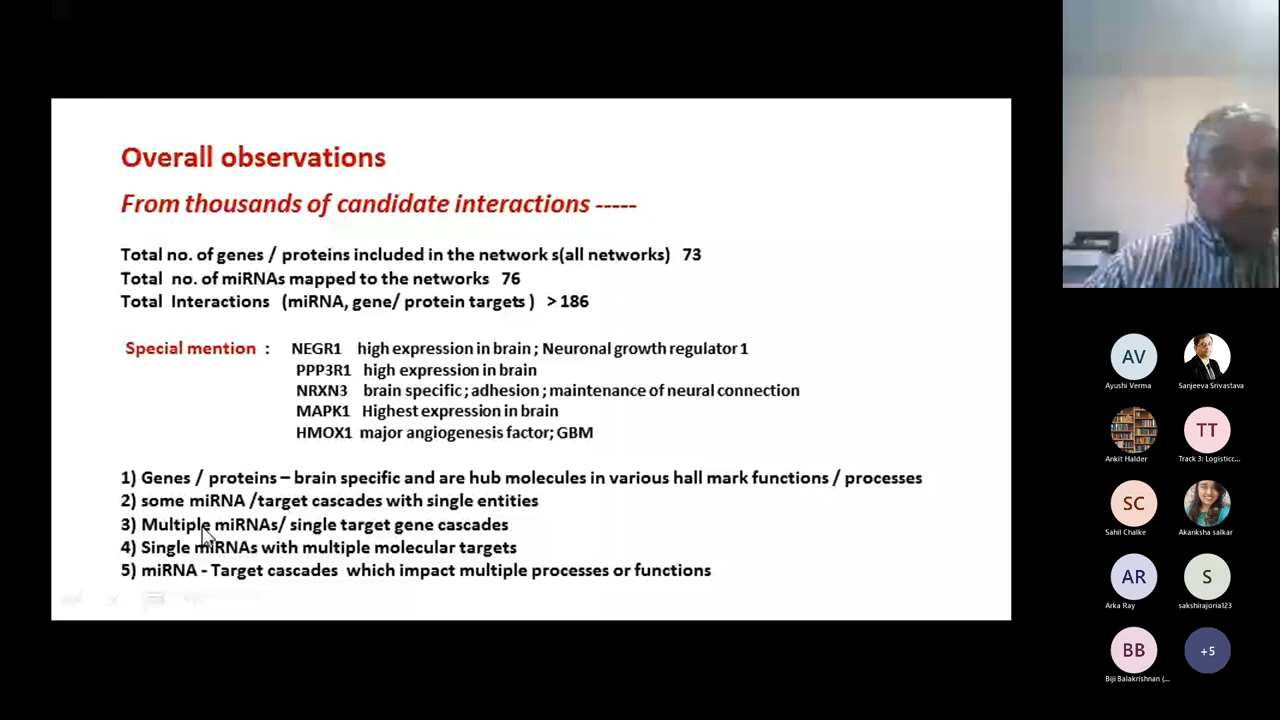 Overall observations
From thousands of candidate interactions -----
Total no. of genes / proteins included in the network s(all networks) 73
Total no. of miRNAs mapped to the networks 76
Total Interactions (miRNA, gene/ protein targets ) > 186
Special mention : NEGR1 high expression in brain ; Neuronal growth regulator 1
PPP3R1 high expression in brain
NRXN3 brain specific ; adhesion ; maintenance of neural connection
MAPK1 Highest expression in brain
HMOX1 major angiogenesis factor; GBM
1) Genes / proteins – brain specific and are hub molecules in various hall mark functions / processes
2) some miRNA /target cascades with single entities
3) Multiple miRNAs/ single target gene cascades
4) Single miRNAs with multiple molecular targets
5) miRNA - Target cascades which impact multiple processes or functions
AV
Ayushi Verma
Sanjeeva Srivastava
Ankit Halder
TT
Track 3: Logisticc...
SC
Sahil Chalke
Akanksha salkar
AR
Arka Ray
S
sakshirajoria123
BB
Biji Balakrishnan (...
+5